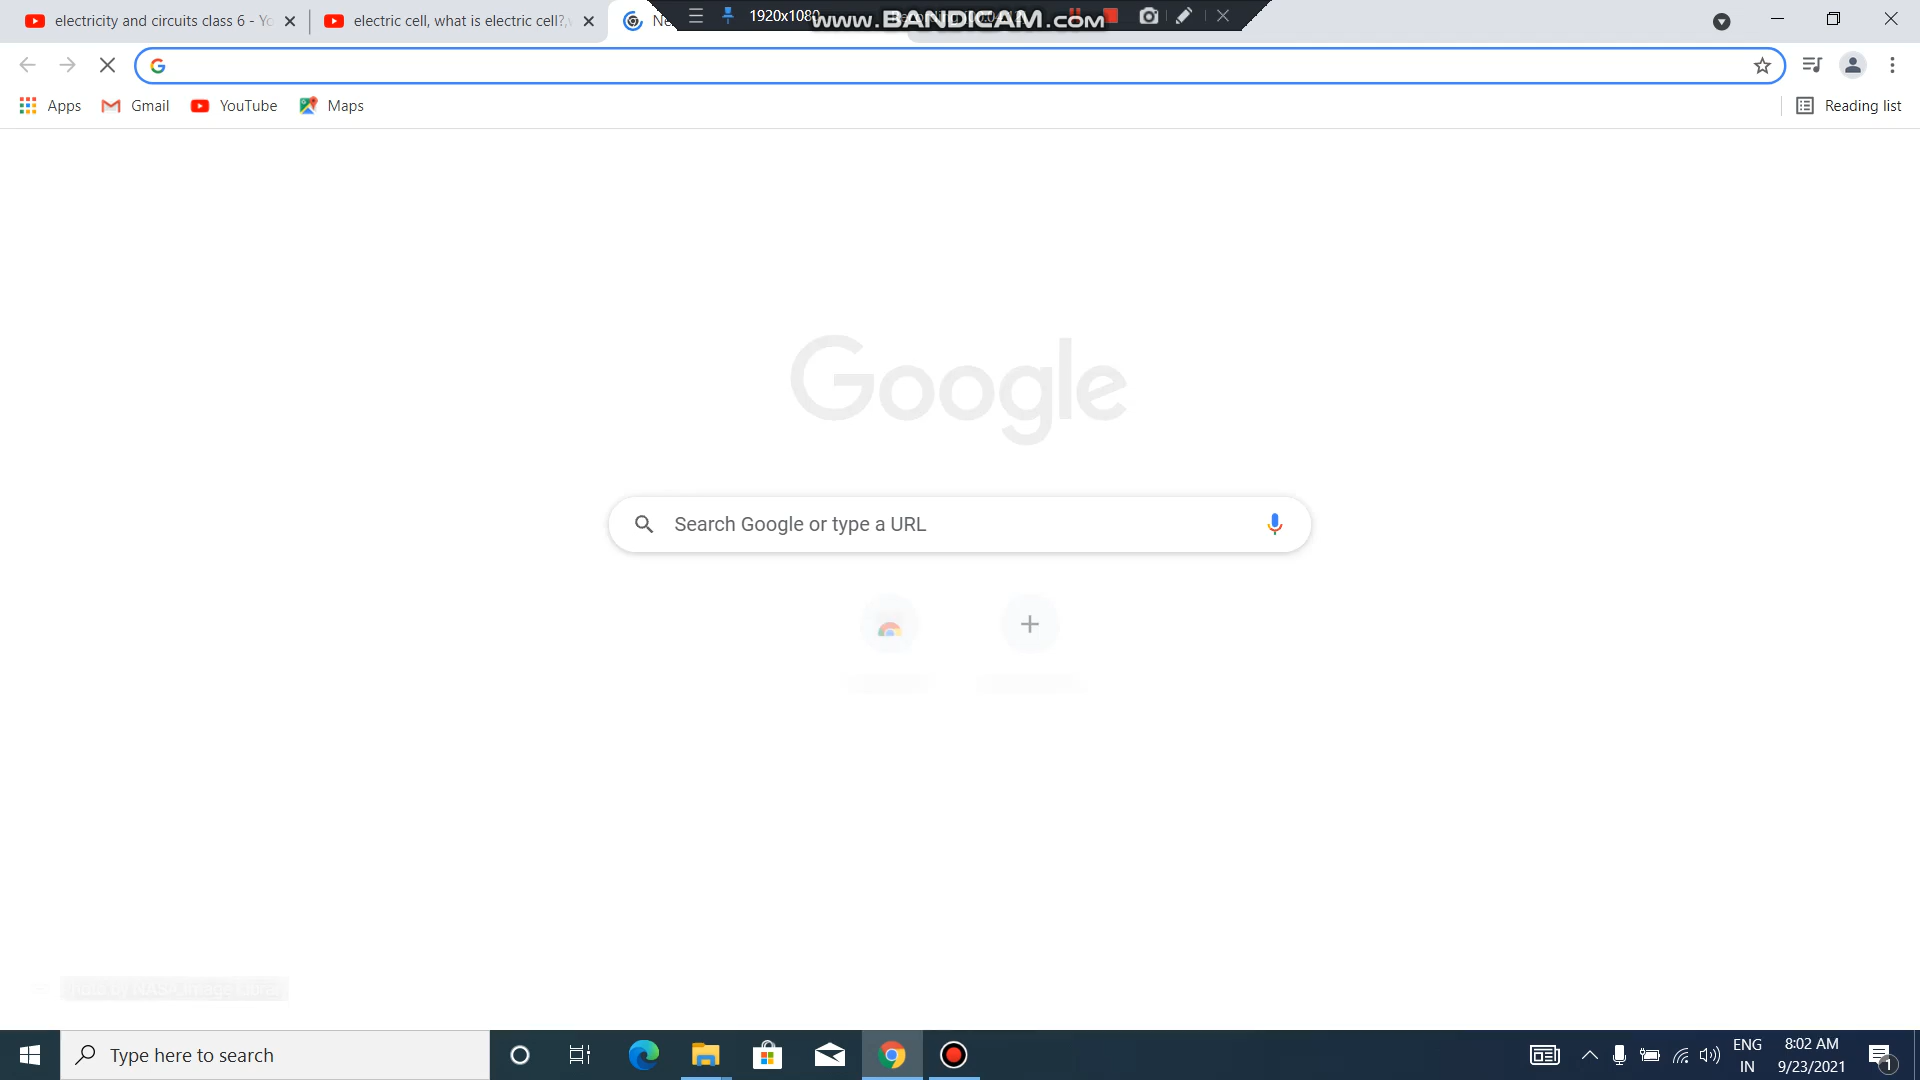 electricity and circuits class 6 - Yo
electric cell, what is electric cell?,
Ne
1920x1080
www.BANDICAM.com
Apps
Gmail
YouTube
Maps
Reading list
Google
Search Google or type a URL
Type here to search
ENG
IN
8:02 AM
9/23/2021
1